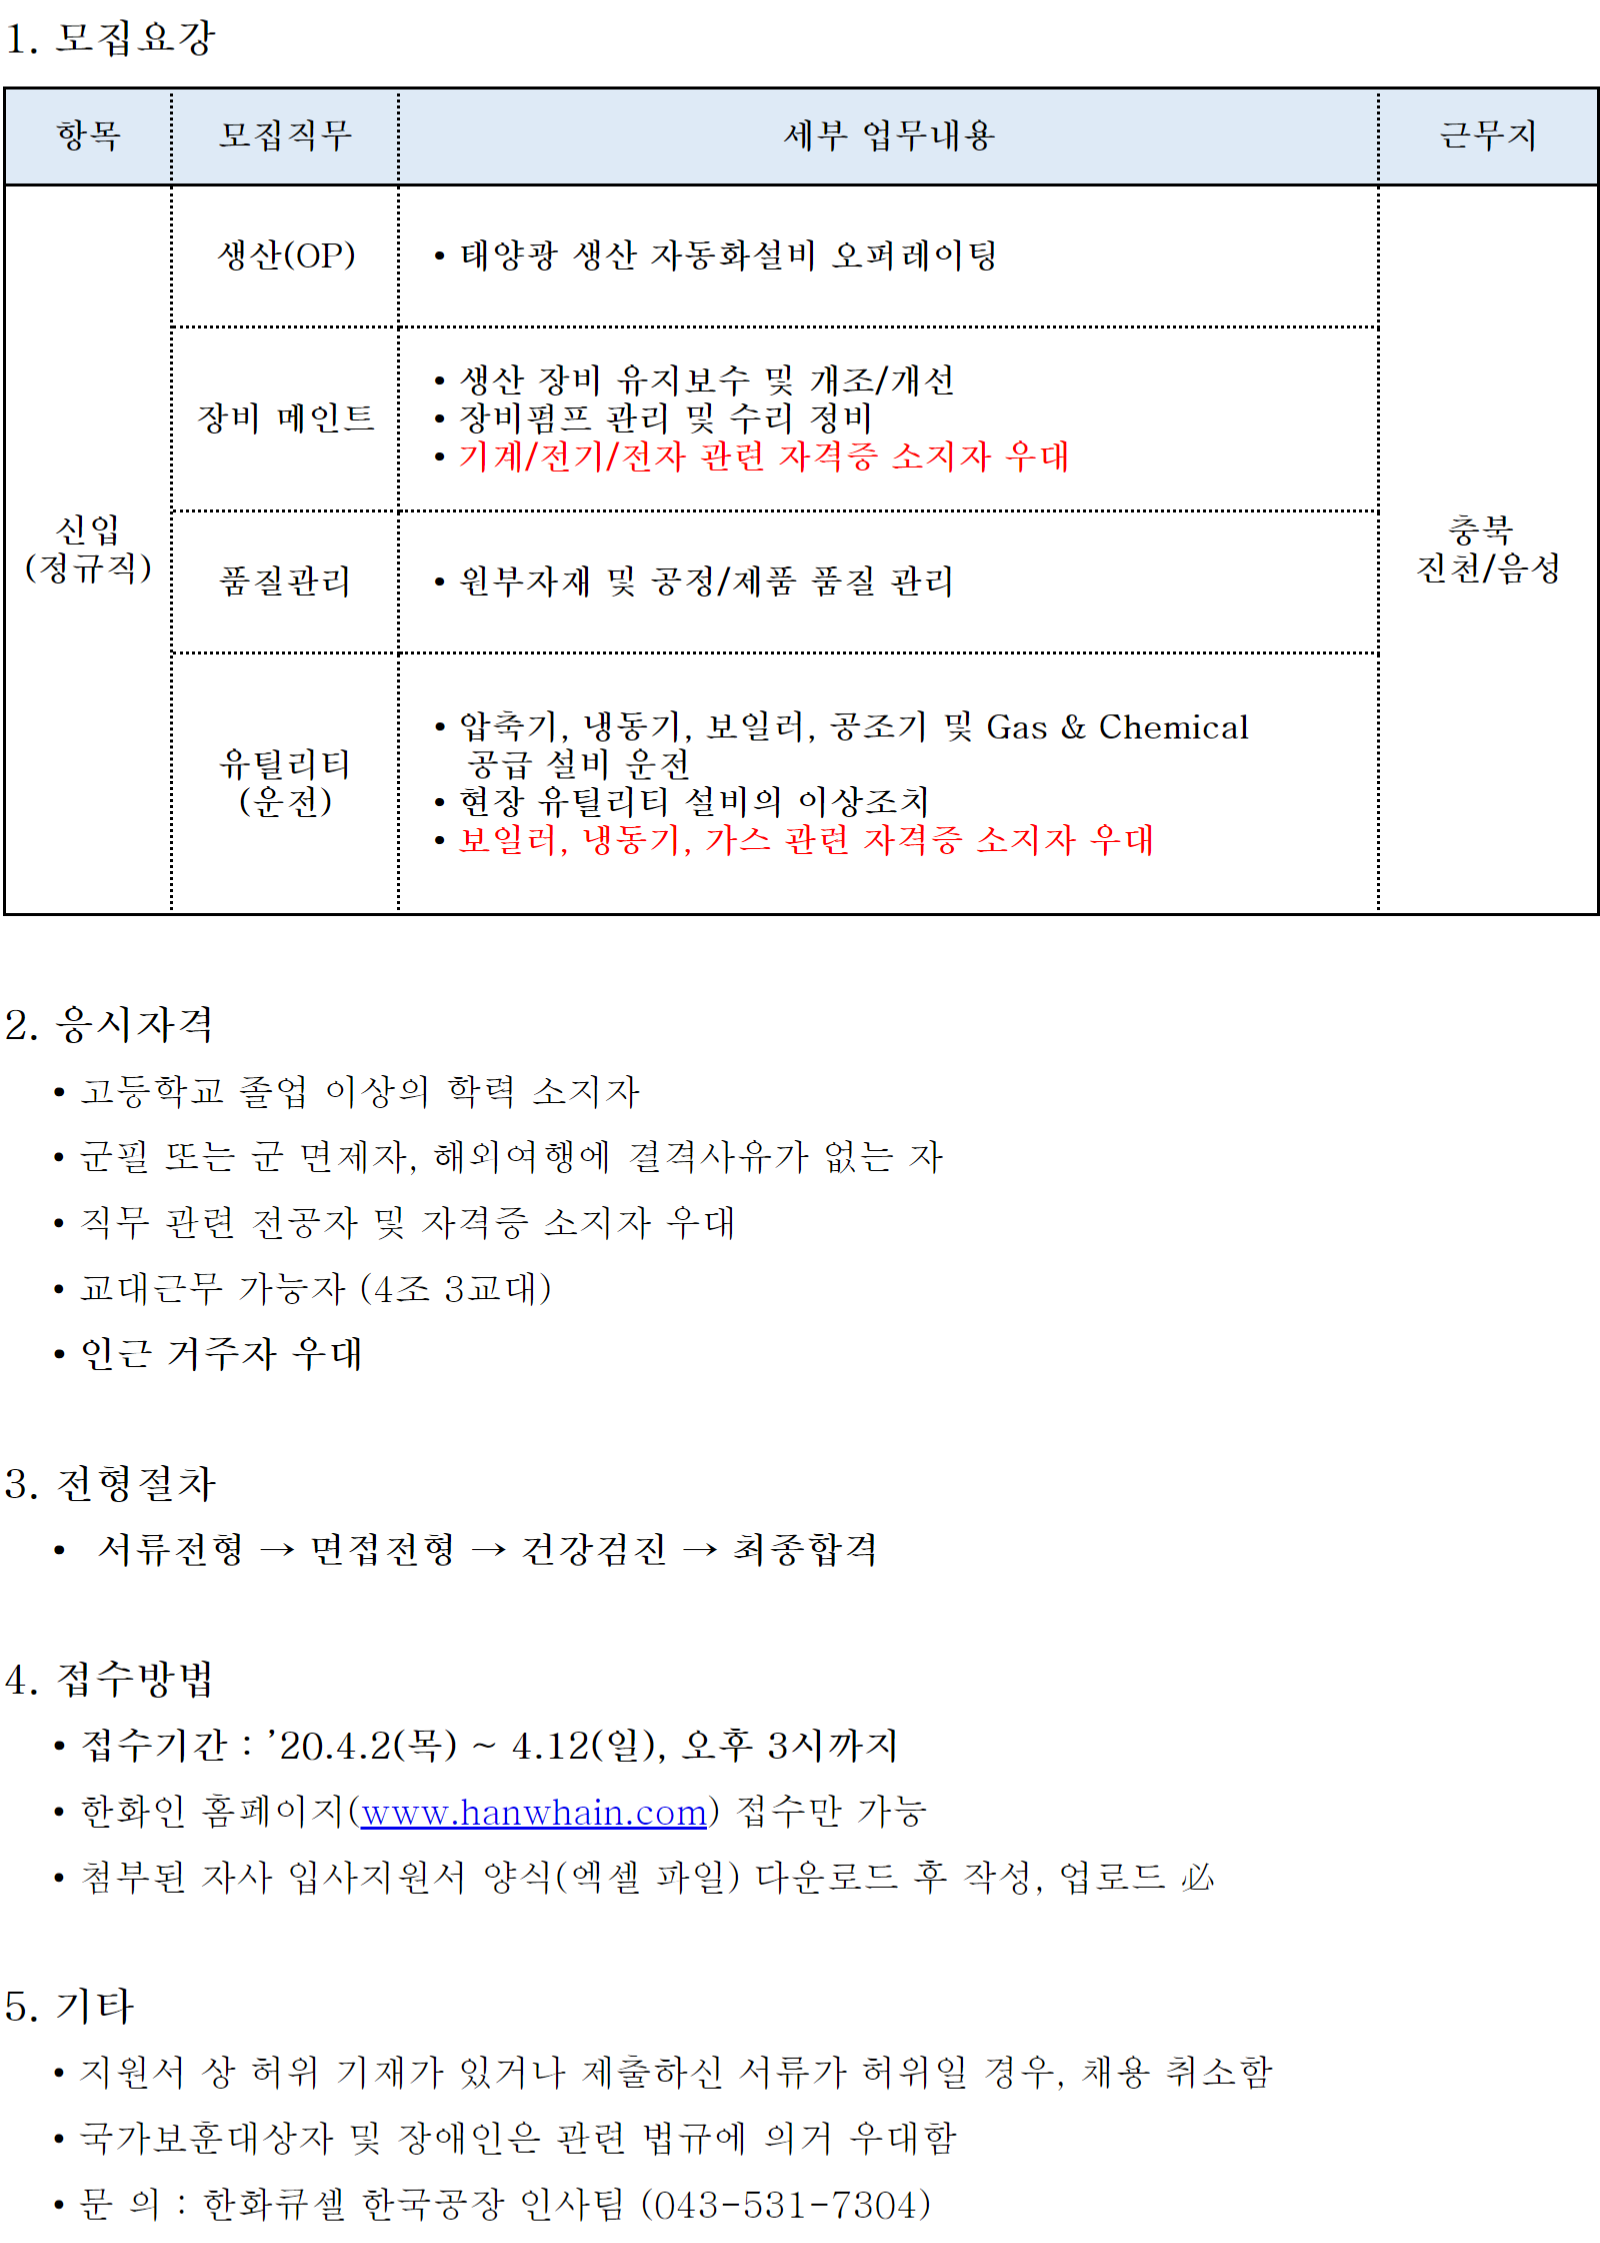 1. 모집요강
항목 모집직무 세부 업무내용 근무지
신입
(정규직)
생산(OP)
• 태양광 생산 자동화설비 오퍼레이팅
장비 메인트
• 생산 장비 유지보수 및 개조/개선
• 장비펌프 관리 및 수리 정비
• 기계/전기/전자 관련 자격증 소지자 우대
품질관리
• 원부자재 및 공정/제품 품질 관리
유틸리티
(운전)
• 압축기, 냉동기, 보일러, 공조기 및 Gas & Chemical
공급 설비 운전
• 현장 유틸리티 설비의 이상조치
• 보일러, 냉동기, 가스 관련 자격증 소지자 우대
충북
진천/음성
2. 응시자격
• 고등학교 졸업 이상의 학력 소지자
• 군필 또는 군 면제자, 해외여행에 결격사유가 없는 자
• 직무 관련 전공자 및 자격증 소지자 우대
• 교대근무 가능자 (4조 3교대)
• 인근 거주자 우대
3. 전형절차
• 서류전형 → 면접전형 → 건강검진 → 최종합격
4. 접수방법
• 접수기간 : ’20.4.2(목) ~ 4.12(일), 오후 3시까지
• 한화인 홈페이지(www.hanwhain.com) 접수만 가능
• 첨부된 자사 입사지원서 양식(엑셀 파일) 다운로드 후 작성, 업로드 必
5. 기타
• 지원서 상 허위 기재가 있거나 제출하신 서류가 허위일 경우, 채용 취소함
• 국가보훈대상자 및 장애인은 관련 법규에 의거 우대함
• 문 의 : 한화큐셀 한국공장 인사팀 (043-531-7304)